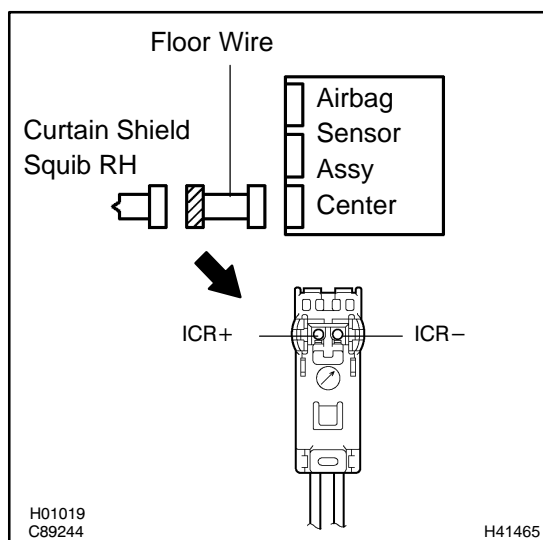 Floor Wire
Curtain Shield
Squib RH
Airbag
Sensor
Assy
Center
ICR+
ICR−
H01019
C89244
H41465